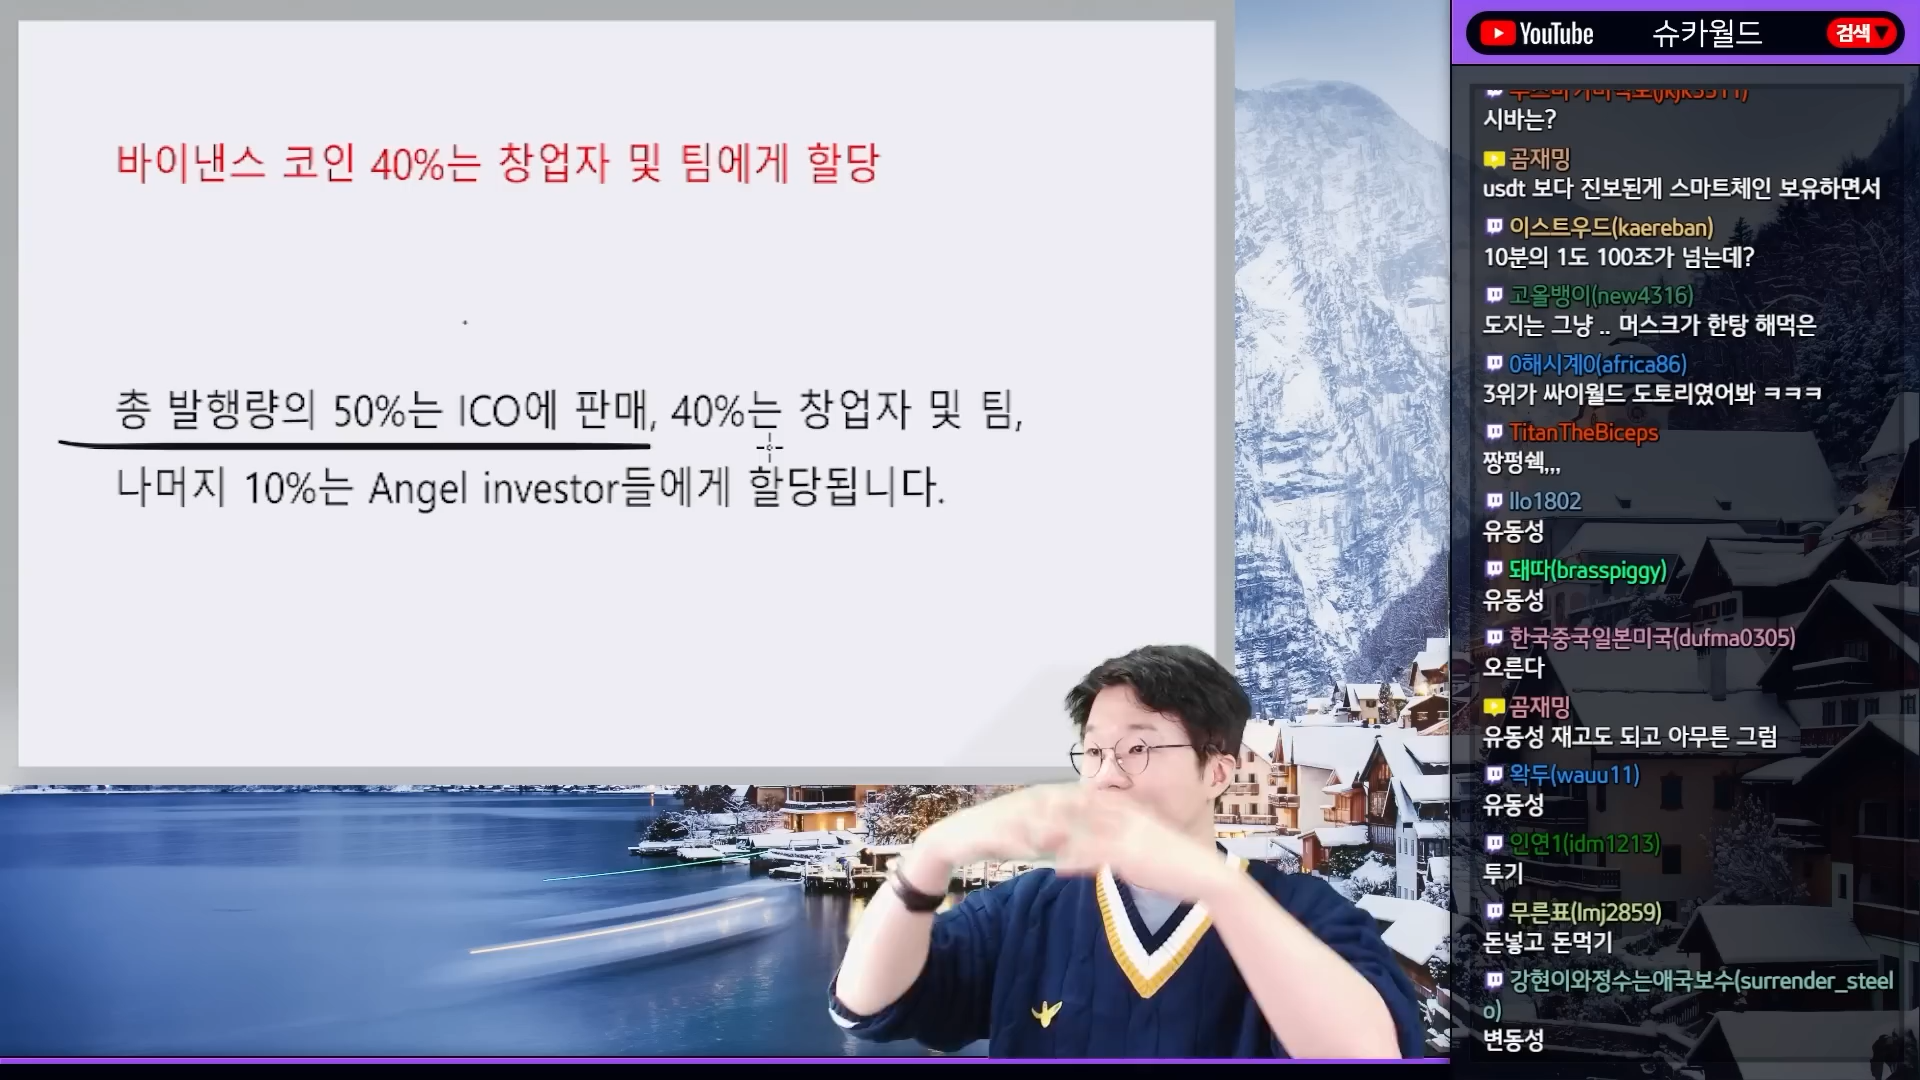 바이낸스 코인 40%는 창업자 및 팀에게 할당
총 발행량의 50%는 ICO에 판매, 40%는 창업자 및 팀,
나머지 10%는 Angel investor들에게 할당됩니다.
YouTube 슈카월드 검색
시바는?
곰재밍
usdt 보다 진보된게 스마트체인 보유하면서
이스트우드(kaereban)
10분의 1도 100조가 넘는데?
고올뱅이(new4316)
도지는 그냥 .. 머스크가 한탕 해먹은
0해시계0(africa86)
3위가 싸이월드 도토리였어봐 ㅋㅋㅋ
TitanTheBiceps
짱펑쉑,,,
llo1802
유동성
돼따(brasspiggy)
유동성
한국중국일본미국(dufma0305)
오른다
곰재밍
유동성 재고도 되고 아무튼 그럼
왁두(wauu11)
유동성
인연1(idm1213)
투기
무른표(lmj2859)
돈넣고 돈먹기
강현이와정수는애국보수(surrender_steel
o)
변동성